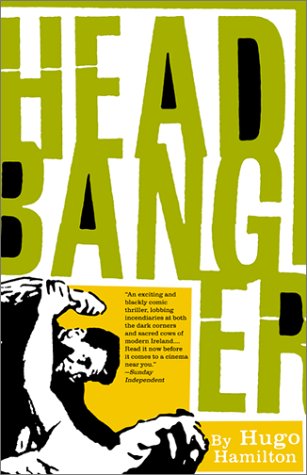 HEAD
BANG
ER
"An exciting and
blackly comic
thriller, lobbing
incendiaries at both
the dark corners
and sacred cows of
modern Ireland....
Read it now before
it comes to a cinema
near you."
—Sunday
Independent
By Hugo
Hamilton